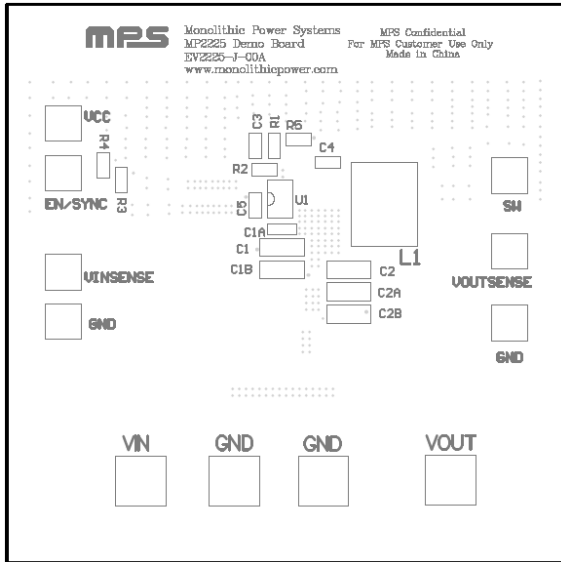 MPS
Monolithic Power Systems
MP2225 Demo Board
EV2225-J-00A
www.monolithicpower.com
MPS Confidential
For MPS Customer Use Only
Made in China
VCC
R4
EN/SYNC
R3
C3
R1
R5
C4
R2
U1
C5
C1A
C1
C1B
L1
SW
VINSENSE
GND
C2
C2A
C2B
VOUTSENSE
GND
VIN
GND
GND
VOUT